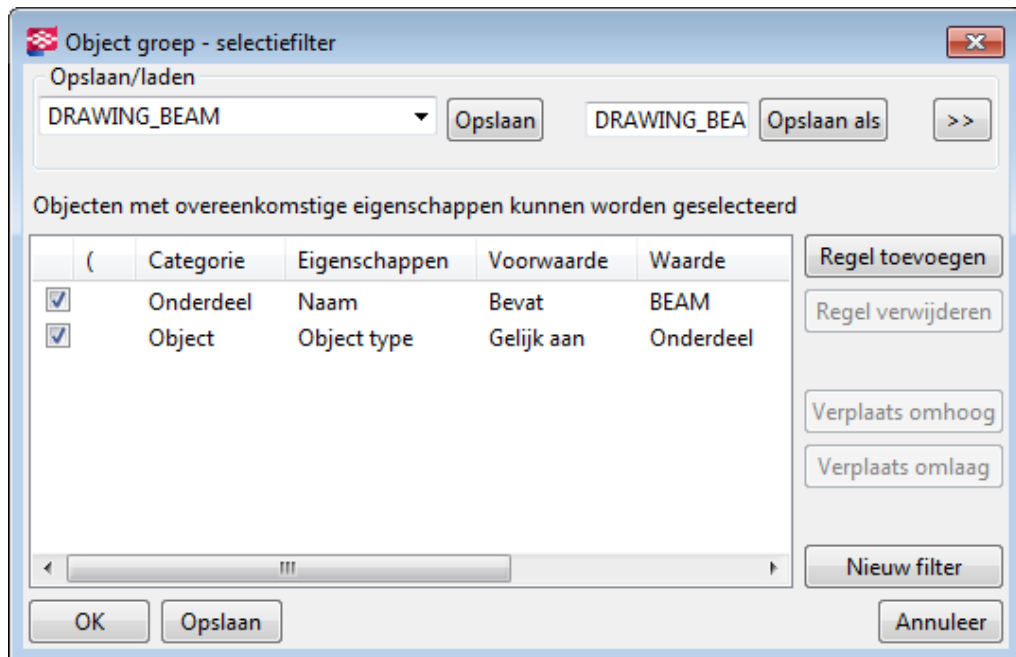 Object groep - selectiefilter
Opslaan/laden
DRAWING_BEAM Opslaan DRAWING_BEA Opslaan als >>
Objecten met overeenkomstige eigenschappen kunnen worden geselecteerd
( Categorie Eigenschappen Voorwaarde Waarde Regel toevoegen
Onderdeel Naam Bevat BEAM Regel verwijderen
Object Object type Gelijk aan Onderdeel
Verplaats omhoog
Verplaats omlaag
Nieuw filter
OK Opslaan Annuleer